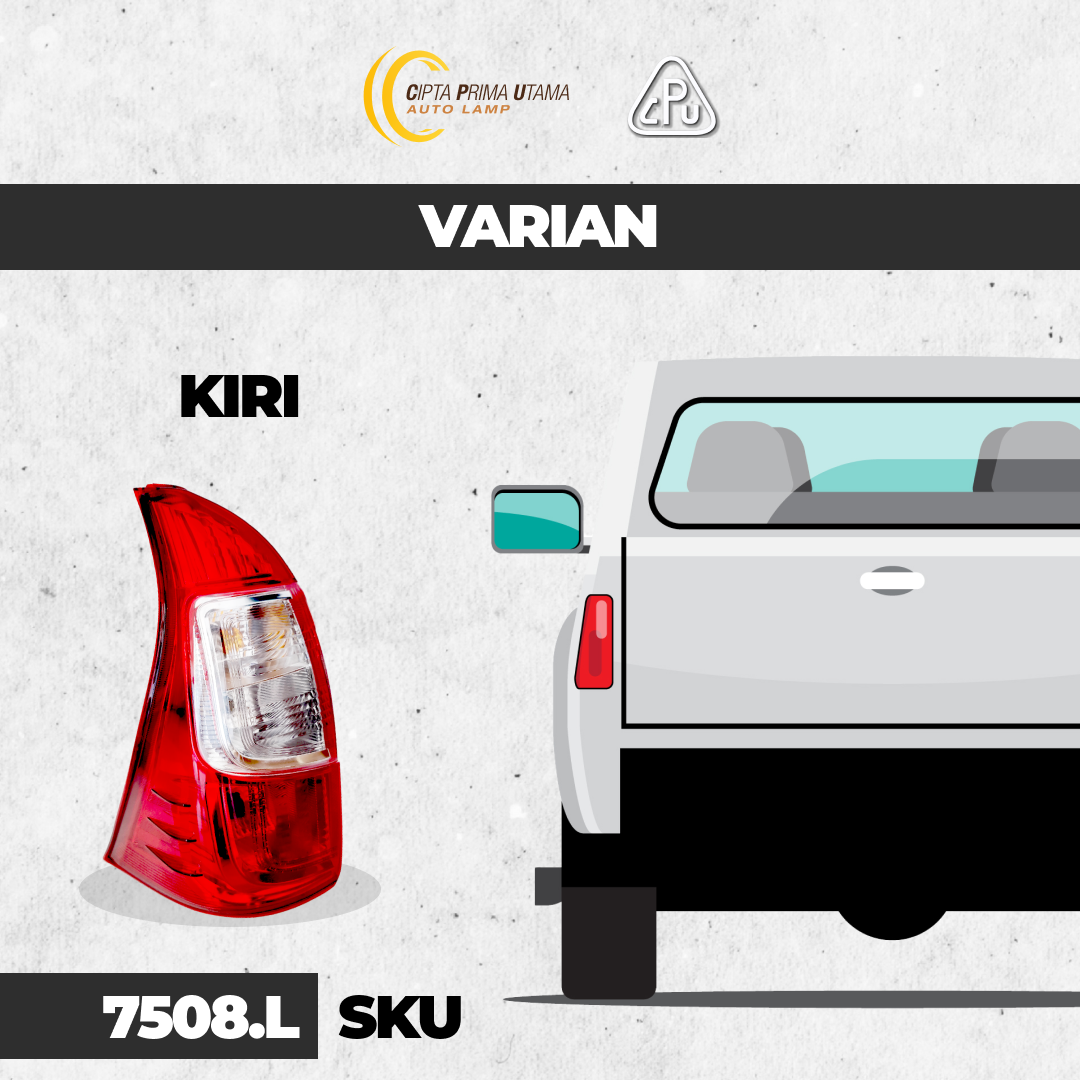 CIPTA PRIMA UTAMA
AUTO LAMP
CPU
VARIAN
KIRI
7508.L
SKU